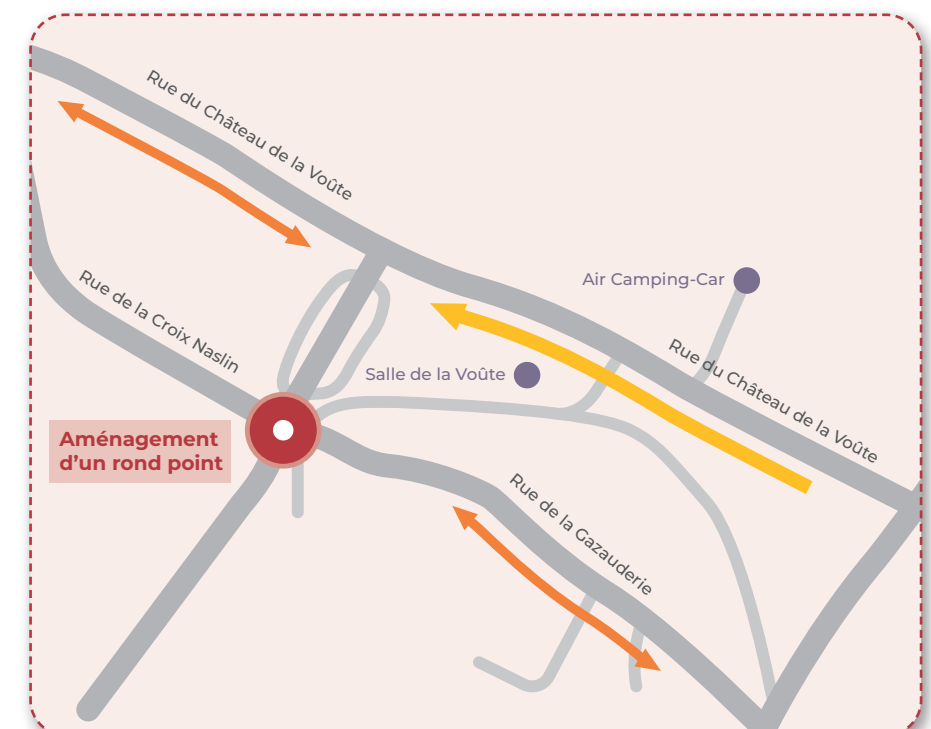 Rue du Château de la Voûte
Air Camping-Car
Rue de la Croix Naslin
Rue du Château de la Voûte
Salle de la Voûte
Aménagement
d’un rond point
Rue de la Gazauderie